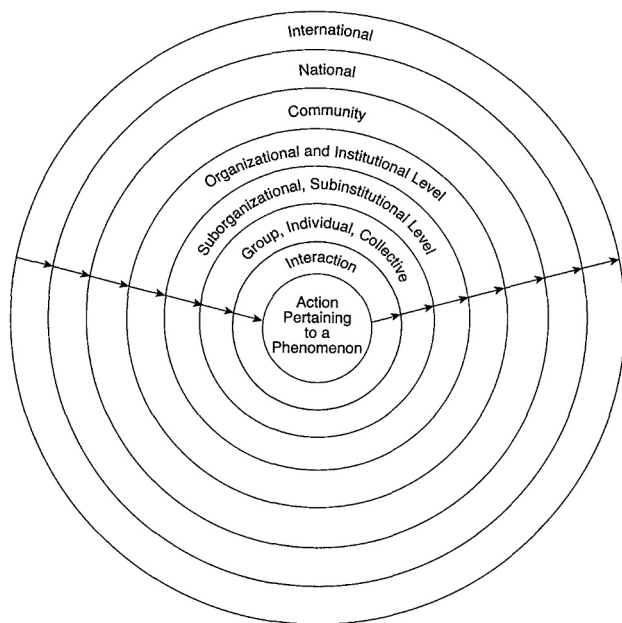 International
National
Community
Organizational and Institutional Level
Suborganizational, Subinstitutional Level
Group, Individual, Collective
Interaction
Action
Pertaining
to a
Phenomenon